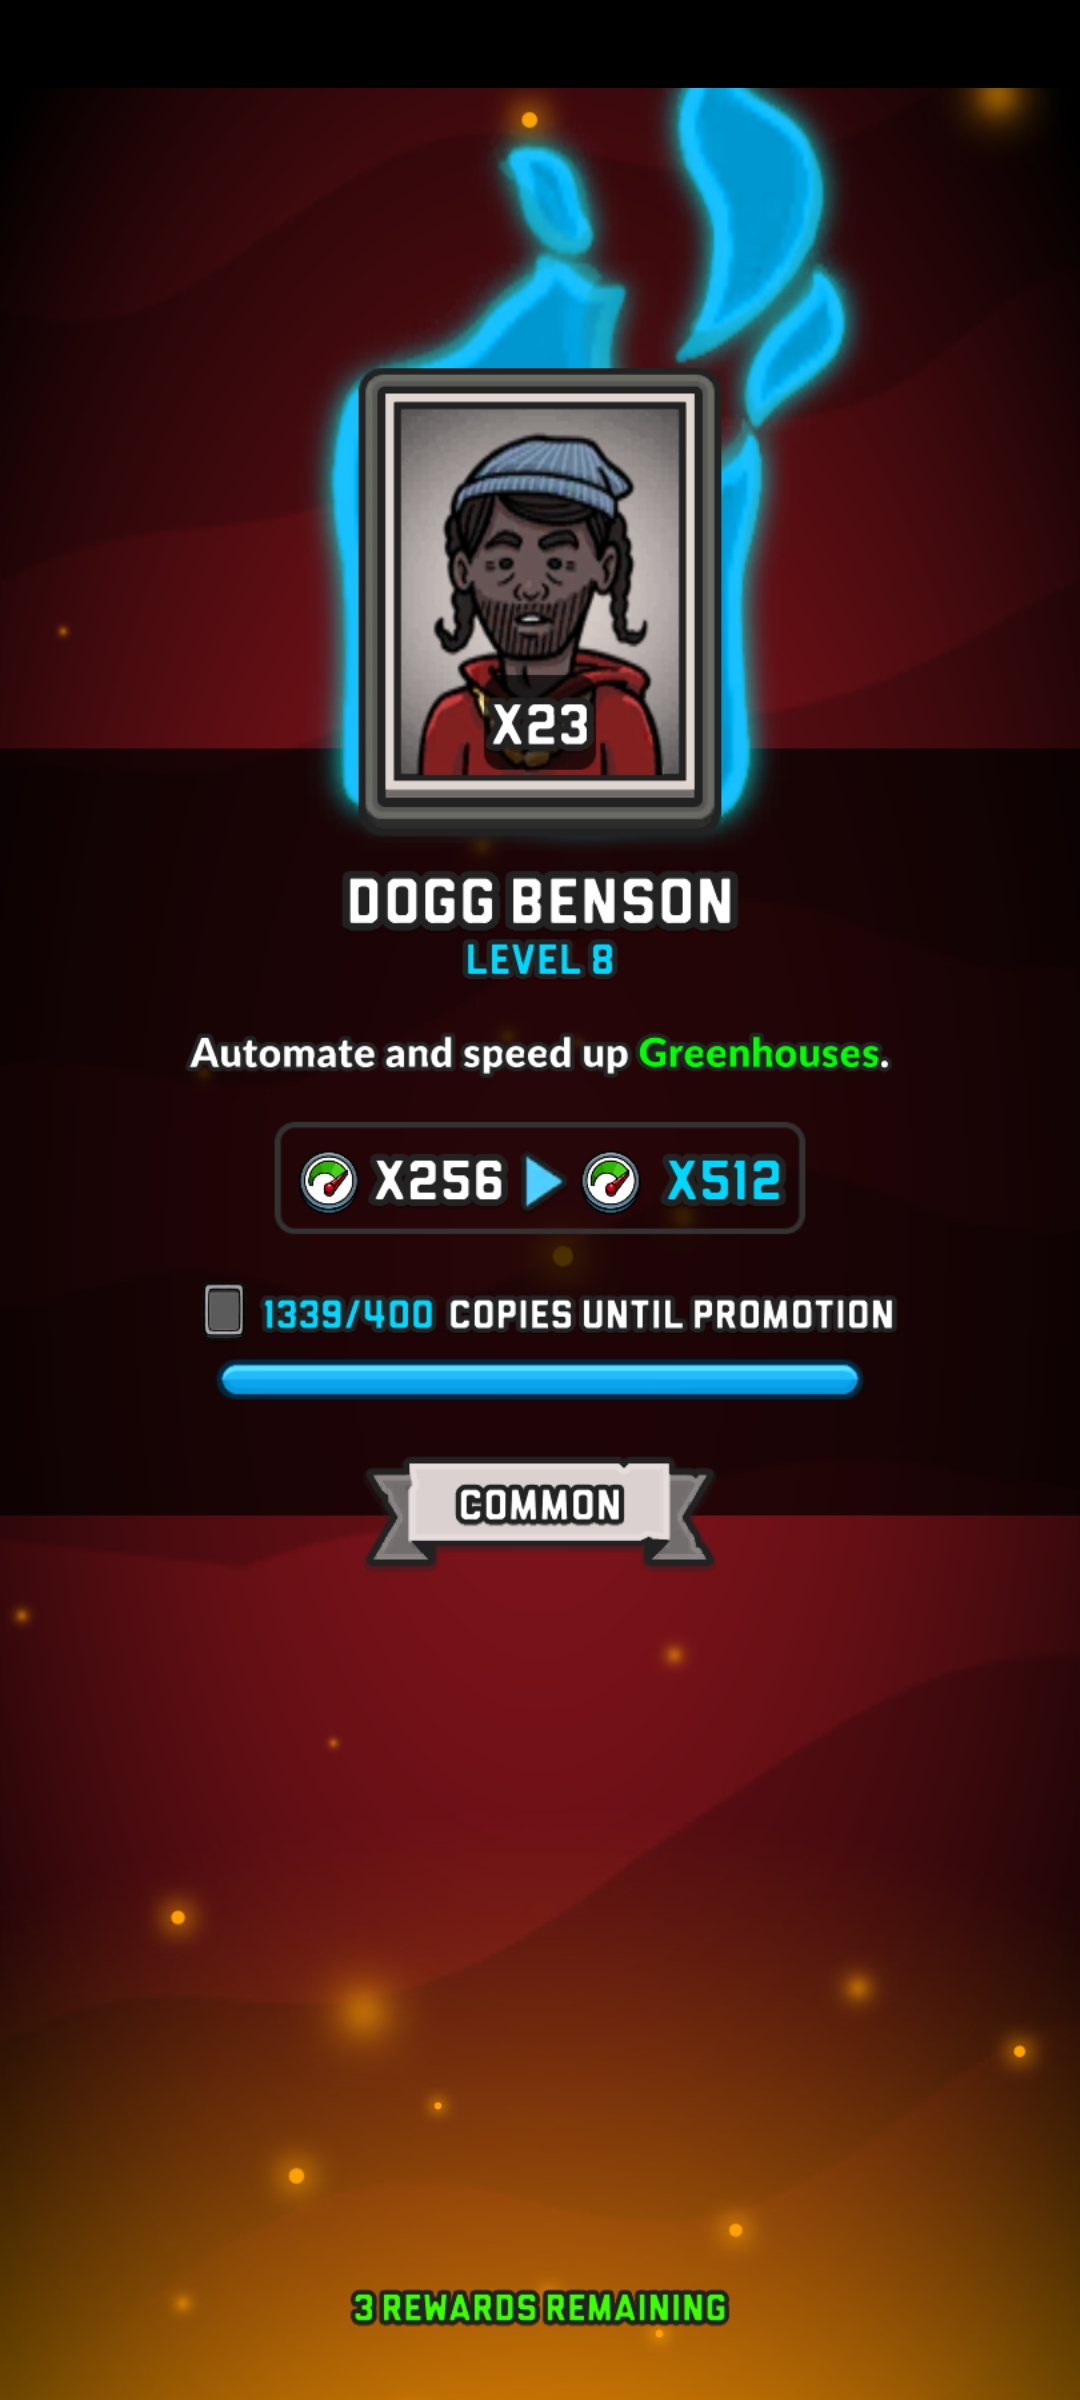 X23
DOGG BENSON
LEVEL 8
Automate and speed up Greenhouses.
X256 X512
1339/400 COPIES UNTIL PROMOTION
COMMON
3 REWARDS REMAINING